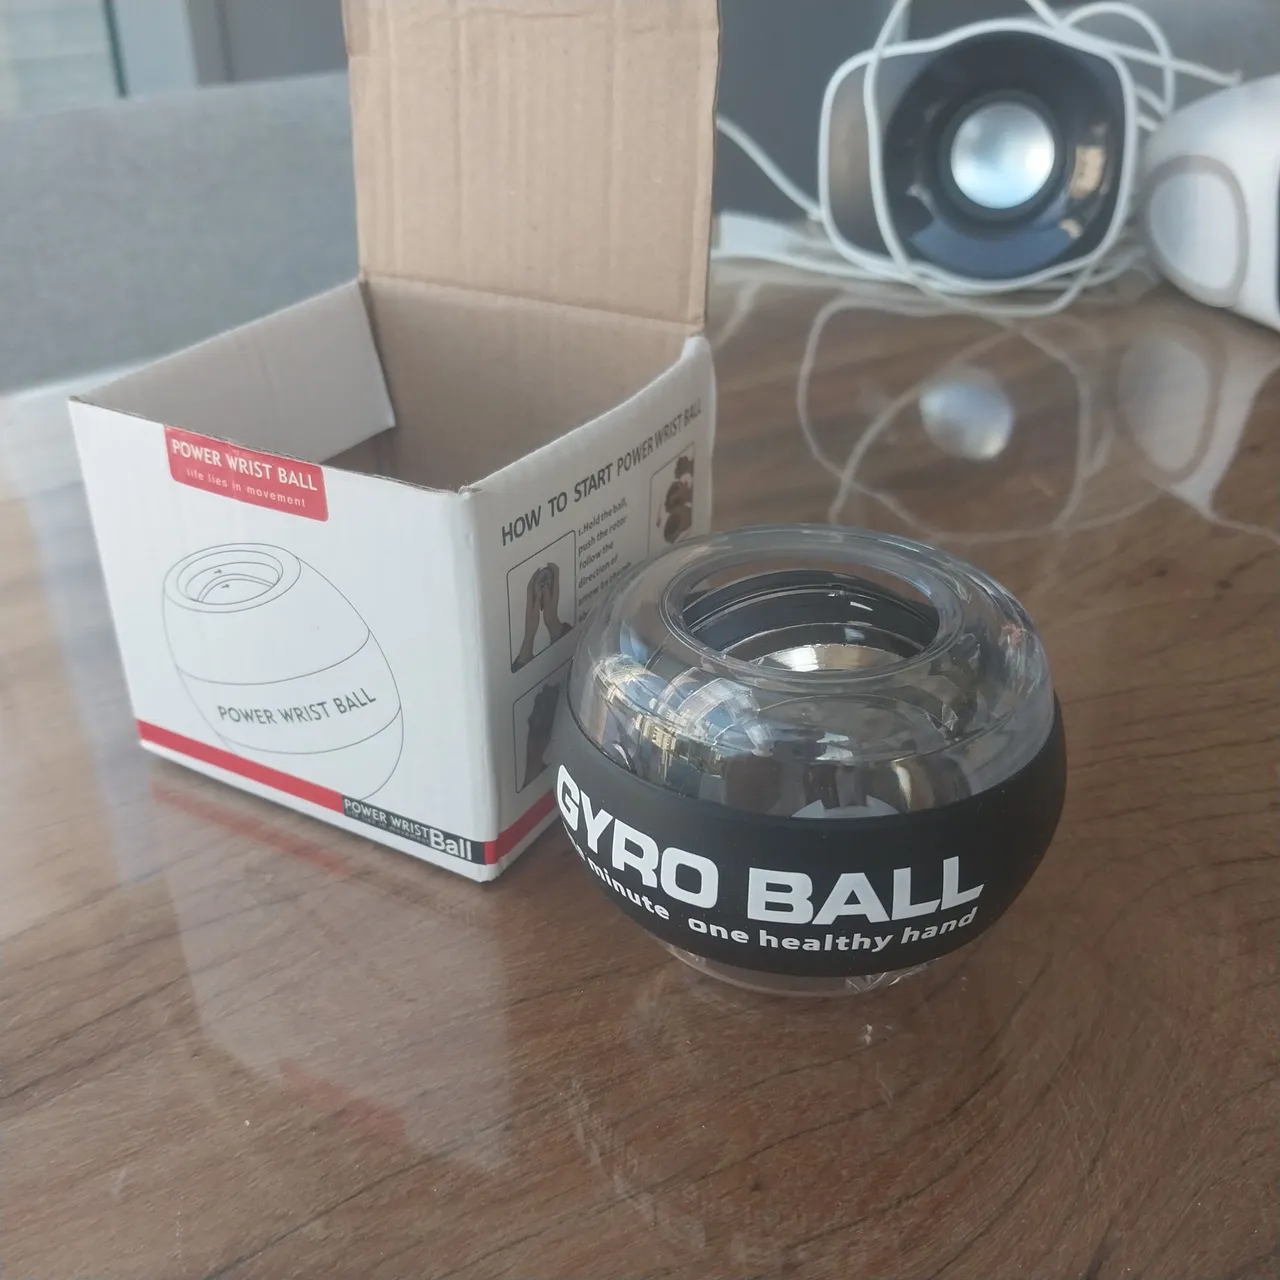 POWER WRIST BALL
life lies in movement
POWER WRIST BALL
POWER WRIST
Ball
HOW TO START POWER WRIST BALL
1.Hold the ball,
push the rotor
follow the
direction of
GYRO BALL
minute one healthy hand